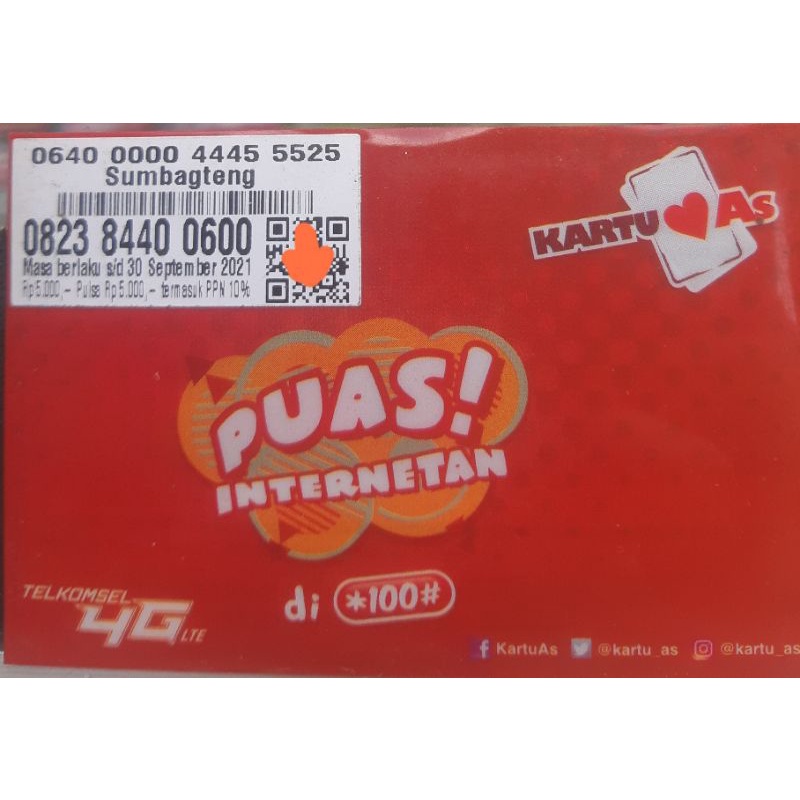 0640 0000 4445 5525
Sumbagteng
0823 8440 0600
Masa berlaku s/d 30 September 2021
Rp 5.000,- Pulsa Rp 5.000,- termasuk PPN 10%
KARTU As
PUAS!
INTERNETAN
di *100#
TELKOMSEL
4G LTE
KartuAs @kartu_as @kartu_as